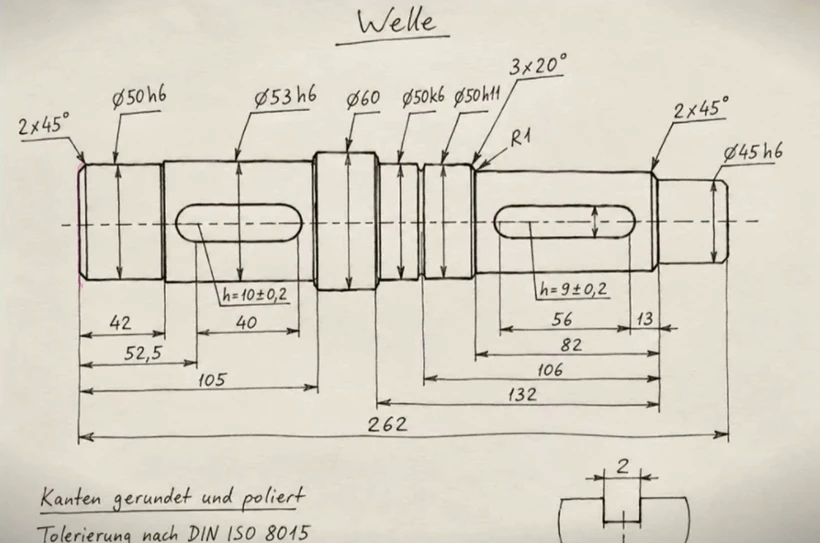 Welle
3x20°
2x45° Ø50h6 Ø53h6 Ø60 Ø50k6 Ø50h11 R1 2x45° Ø45h6
h=10±0,2 h=9±0,2
42 40 56 13
52,5 82
105 106
132
262
2
Kanten gerundet und poliert
Tolerierung nach DIN ISO 8015